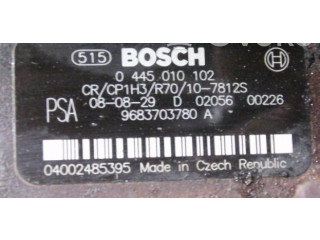 515 BOSCH
0 445 010 102
CR/CP1H3/R70/10-7812S
PSA 08-08-29 D 02056 00226
9683703780 A
04002485395 Made in Czech Republic